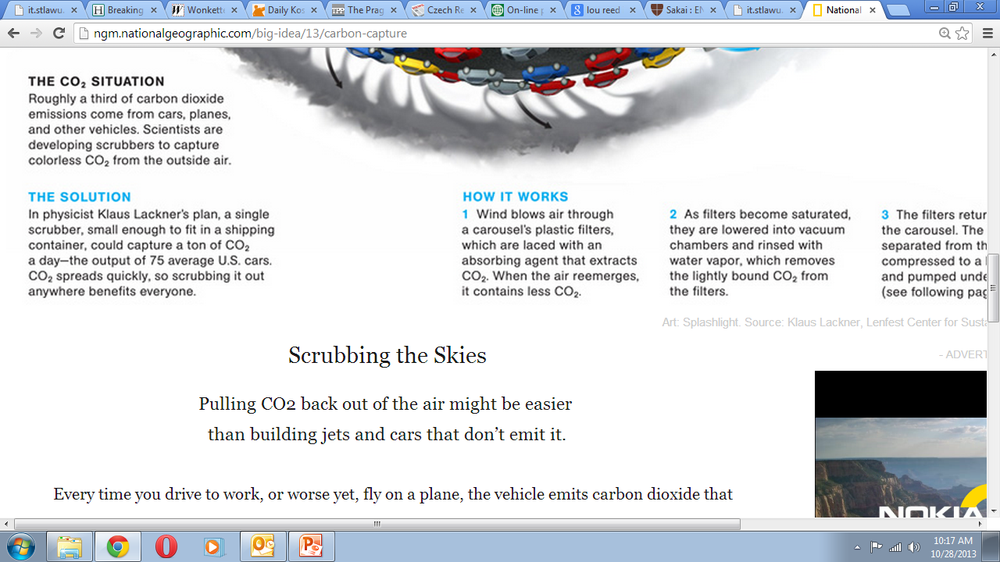 it.stlawu.
Breaking
Wonkett
Daily Kos
The Prag
Czech Re
On-line p
lou reed
Sakai : EN
it.stlawu.
National
ngm.nationalgeographic.com/big-idea/13/carbon-capture
THE CO₂ SITUATION
Roughly a third of carbon dioxide
emissions come from cars, planes,
and other vehicles. Scientists are
developing scrubbers to capture
colorless CO₂ from the outside air.
THE SOLUTION
In physicist Klaus Lackner's plan, a single
scrubber, small enough to fit in a shipping
container, could capture a ton of CO₂
a day—the output of 75 average U.S. cars.
CO₂ spreads quickly, so scrubbing it out
anywhere benefits everyone.
HOW IT WORKS
1 Wind blows air through
a carousel's plastic filters,
which are laced with an
absorbing agent that extracts
CO₂. When the air reemerges,
it contains less CO₂.
2 As filters become saturated,
they are lowered into vacuum
chambers and rinsed with
water vapor, which removes
the lightly bound CO₂ from
the filters.
3 The filters retur
the carousel. The
separated from th
compressed to a l
and pumped unde
(see following pag
Art: Splashlight. Source: Klaus Lackner, Lenfest Center for Susta
Scrubbing the Skies
- ADVERT
Pulling CO2 back out of the air might be easier
than building jets and cars that don't emit it.
Every time you drive to work, or worse yet, fly on a plane, the vehicle emits carbon dioxide that
NOKIA
10:17 AM
10/28/2013